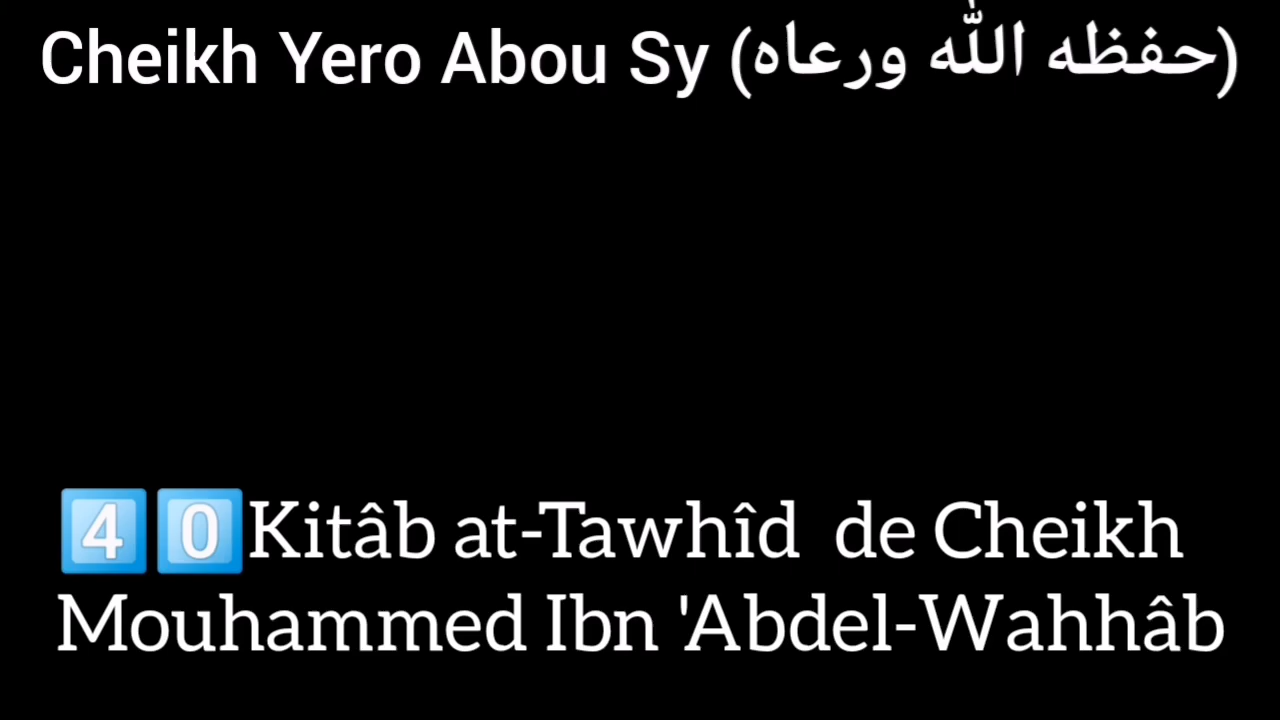 Cheikh Yero Abou Sy (حفظه الله ورعاه)
4️⃣0️⃣Kitâb at-Tawhîd de Cheikh
Mouhammed Ibn 'Abdel-Wahhâb